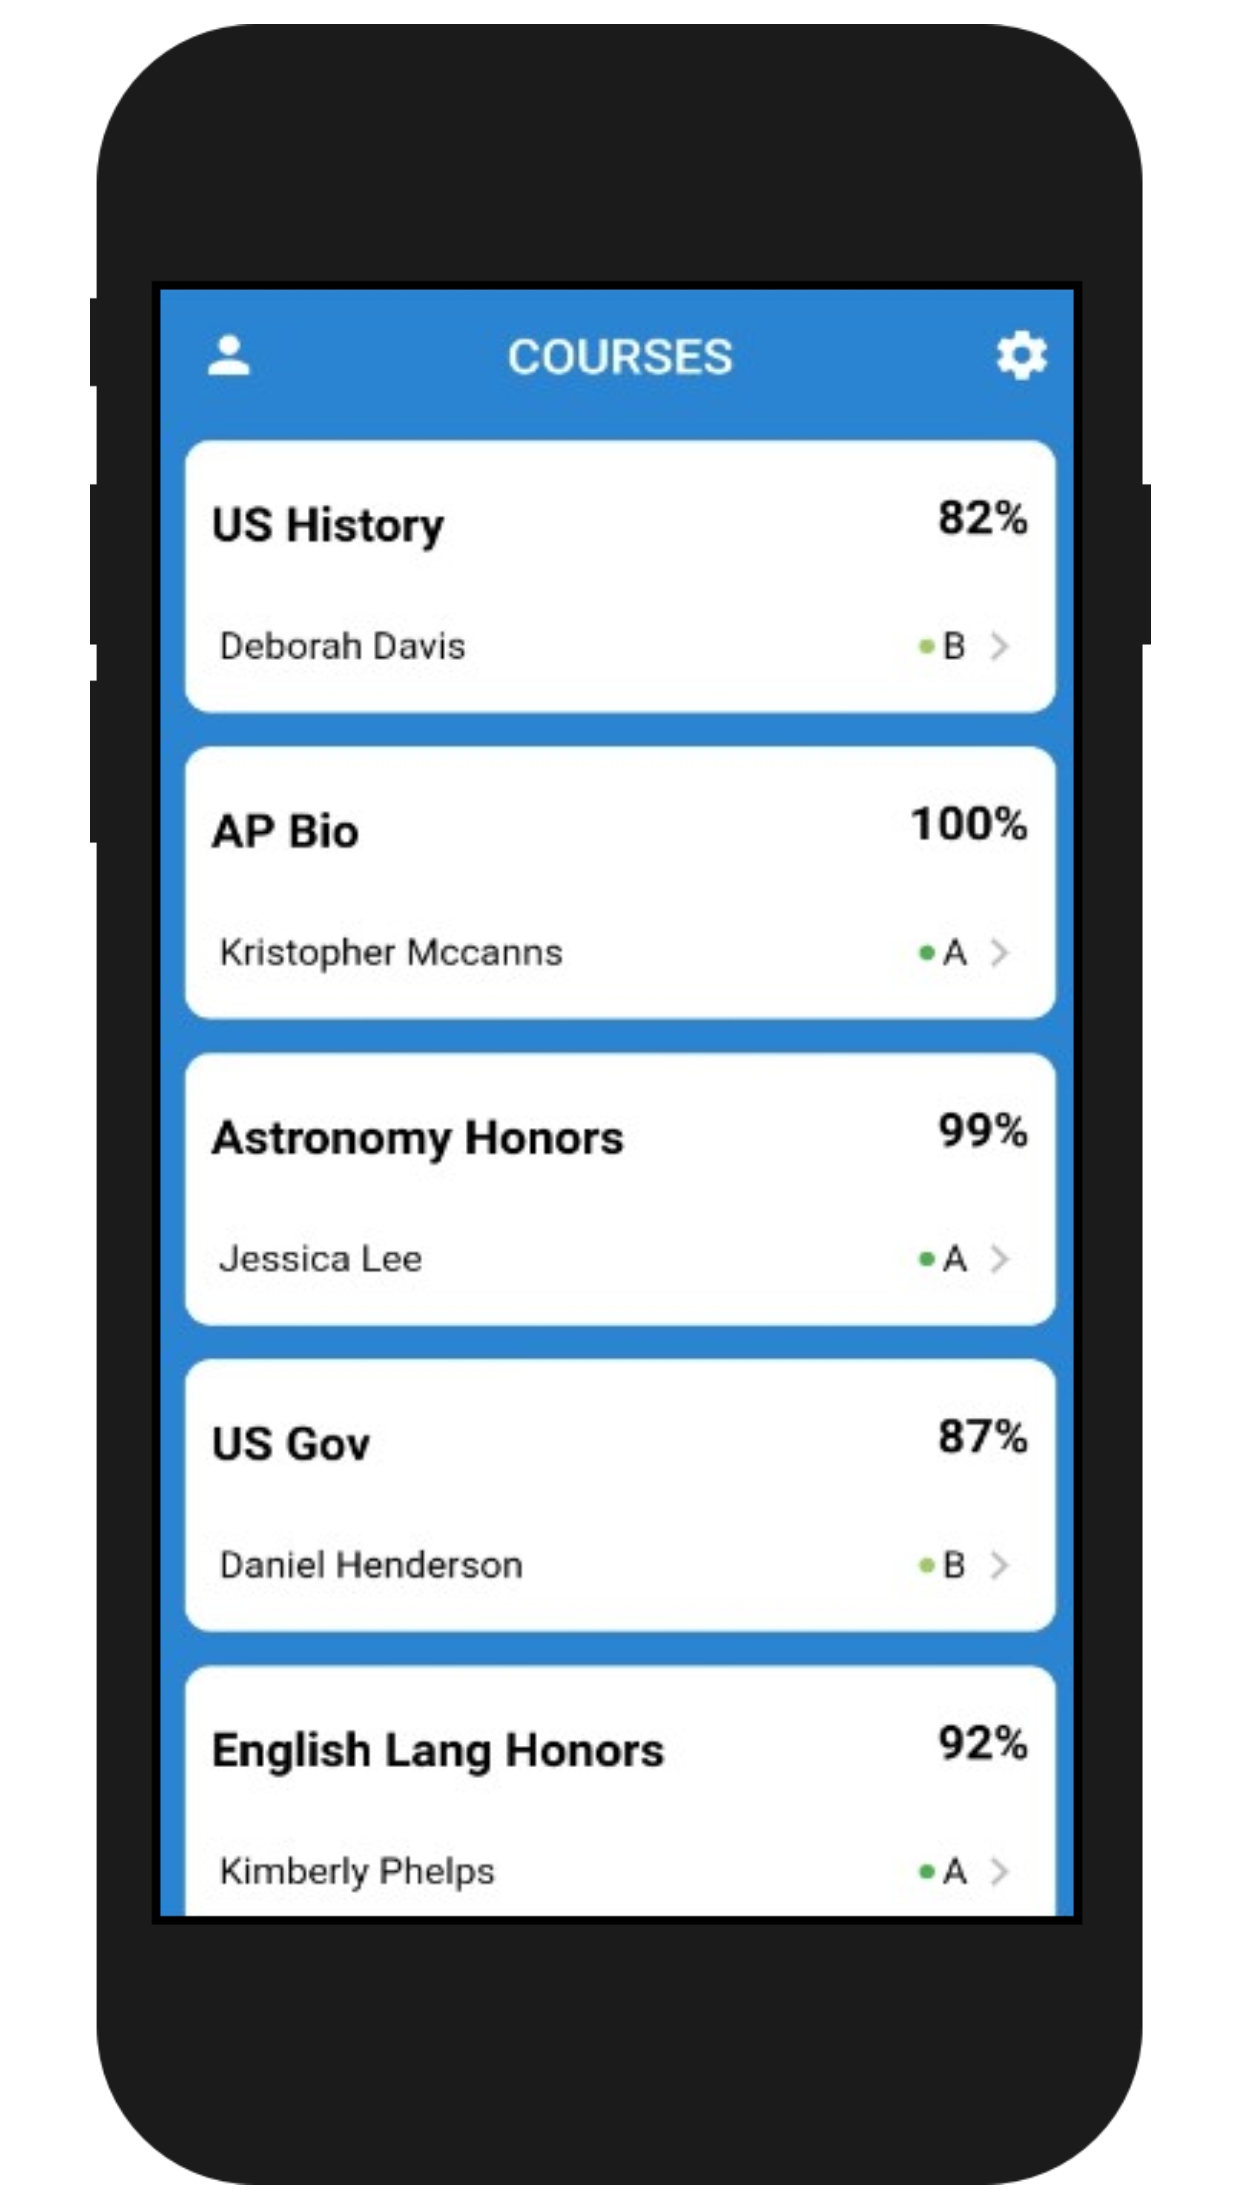 COURSES
US History 82%
Deborah Davis B
AP Bio 100%
Kristopher Mccanns A
Astronomy Honors 99%
Jessica Lee A
US Gov 87%
Daniel Henderson B
English Lang Honors 92%
Kimberly Phelps A